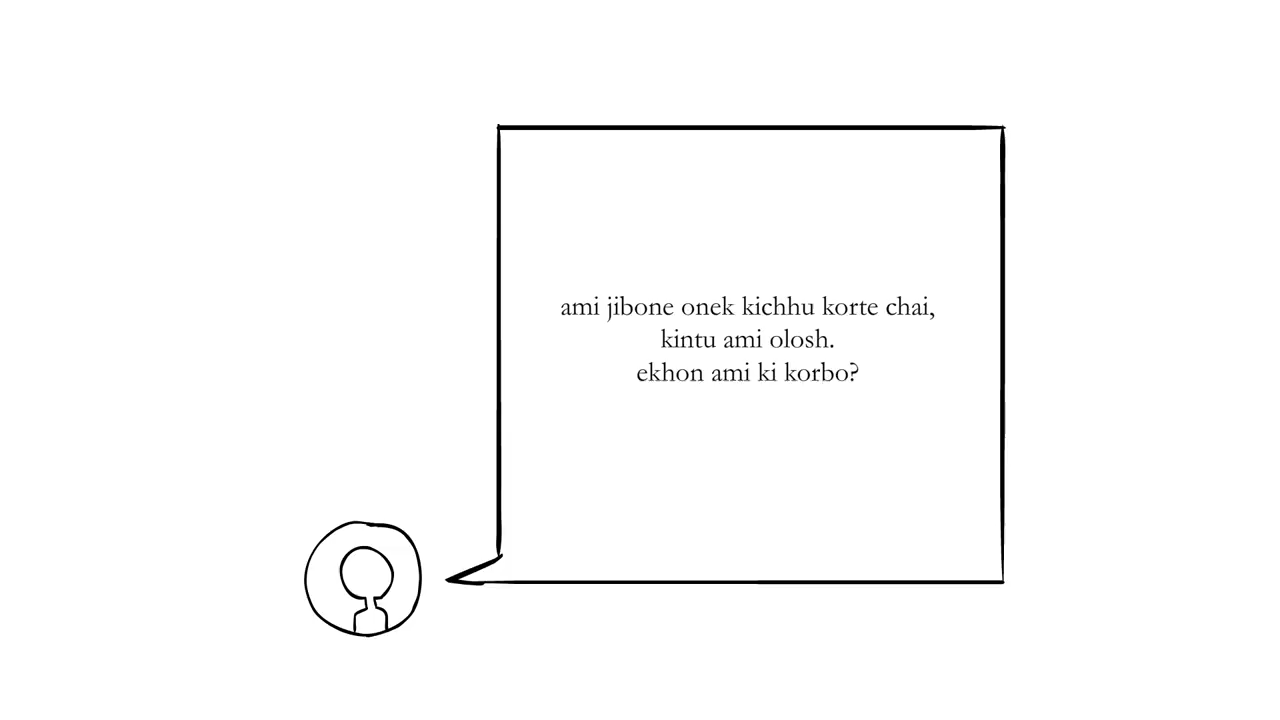 ami jibone onek kichhu korte chai,
kintu ami olosh.
ekhon ami ki korbo?